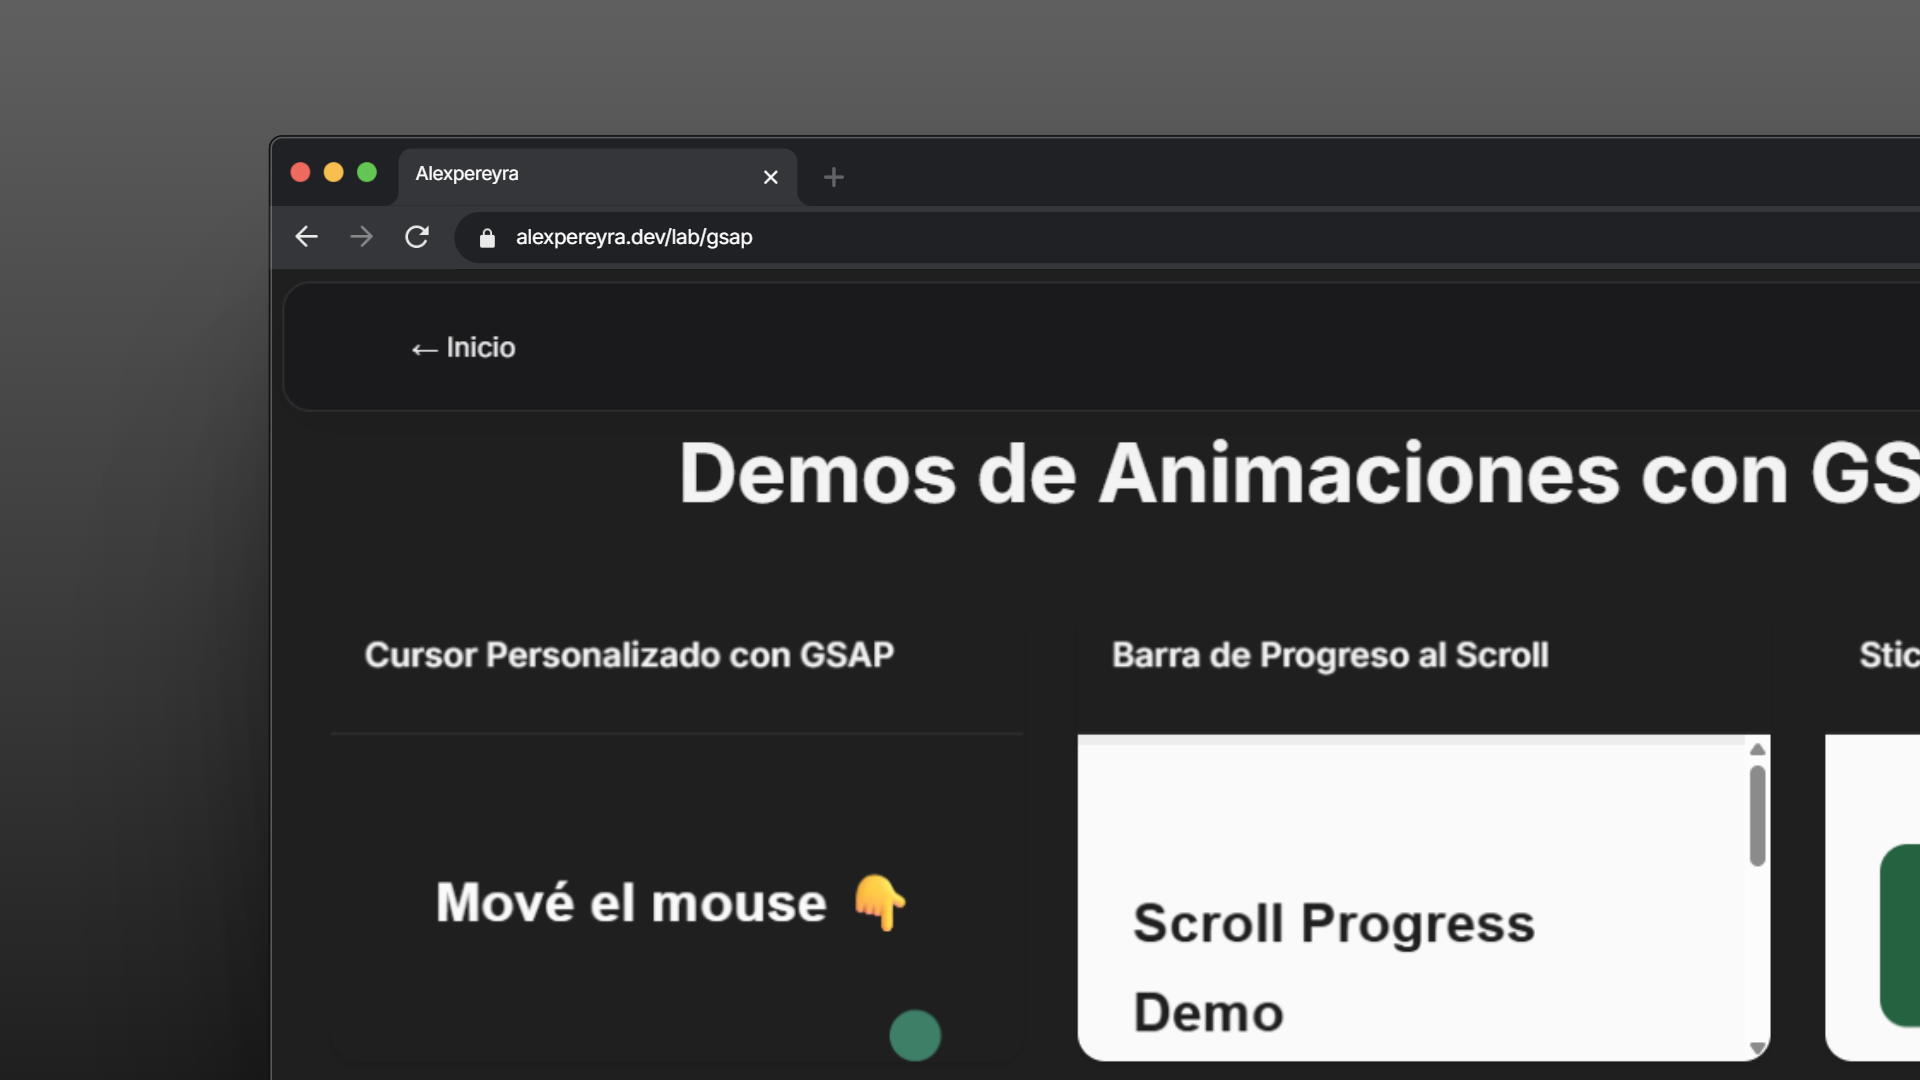 Alexpereyra
alexpereyra.dev/lab/gsap
← Inicio
Demos de Animaciones con GS
Cursor Personalizado con GSAP
Barra de Progreso al Scroll
Stic
Mové el mouse 👇
Scroll Progress
Demo